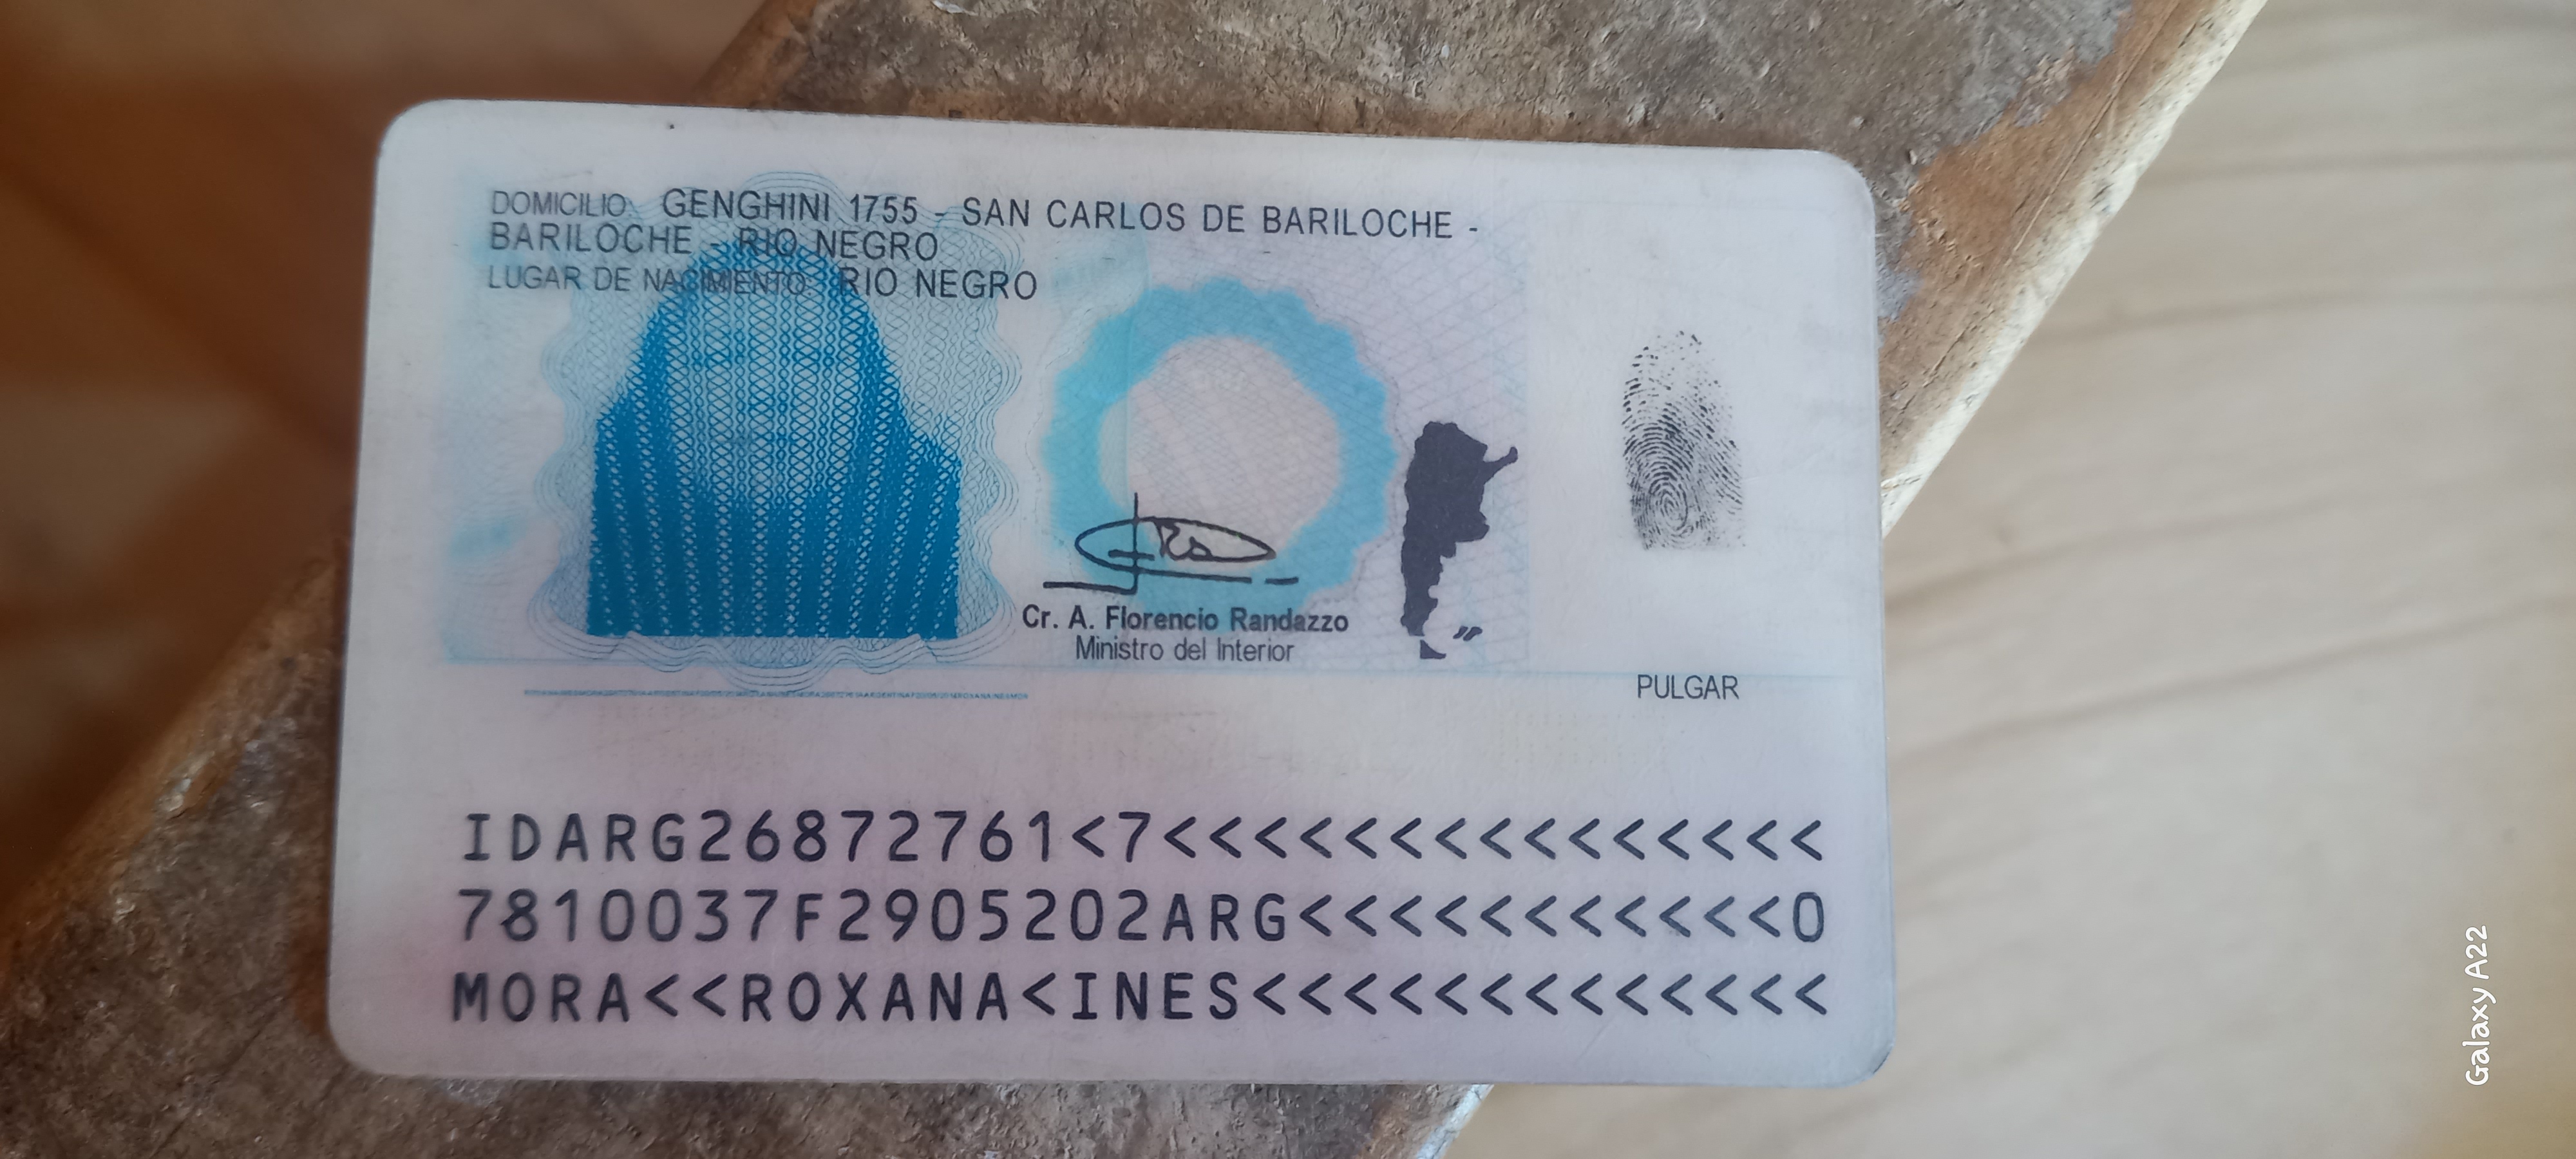 DOMICILIO: GENGHINI 1755 - SAN CARLOS DE BARILOCHE -
BARILOCHE - RIO NEGRO
LUGAR DE NACIMIENTO: RIO NEGRO
Cr. A. Florencio Randazzo
Ministro del Interior
PULGAR
IDARG26872761<7<<<<<<<<<<<<<<<
7810037F2905202ARG<<<<<<<<<<<0
MORA<<ROXANA<INES<<<<<<<<<<<<<
Galaxy A22